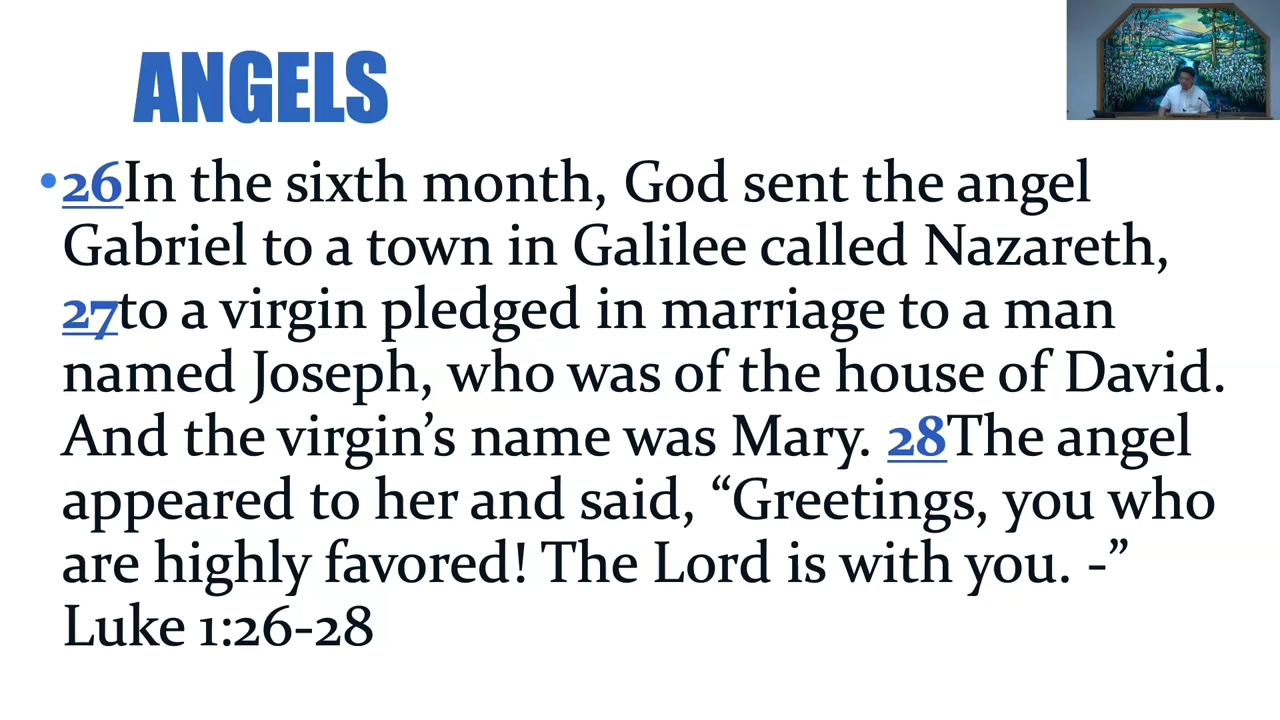 ANGELS
•26In the sixth month, God sent the angel
Gabriel to a town in Galilee called Nazareth,
27to a virgin pledged in marriage to a man
named Joseph, who was of the house of David.
And the virgin’s name was Mary. 28The angel
appeared to her and said, “Greetings, you who
are highly favored! The Lord is with you. -”
Luke 1:26-28